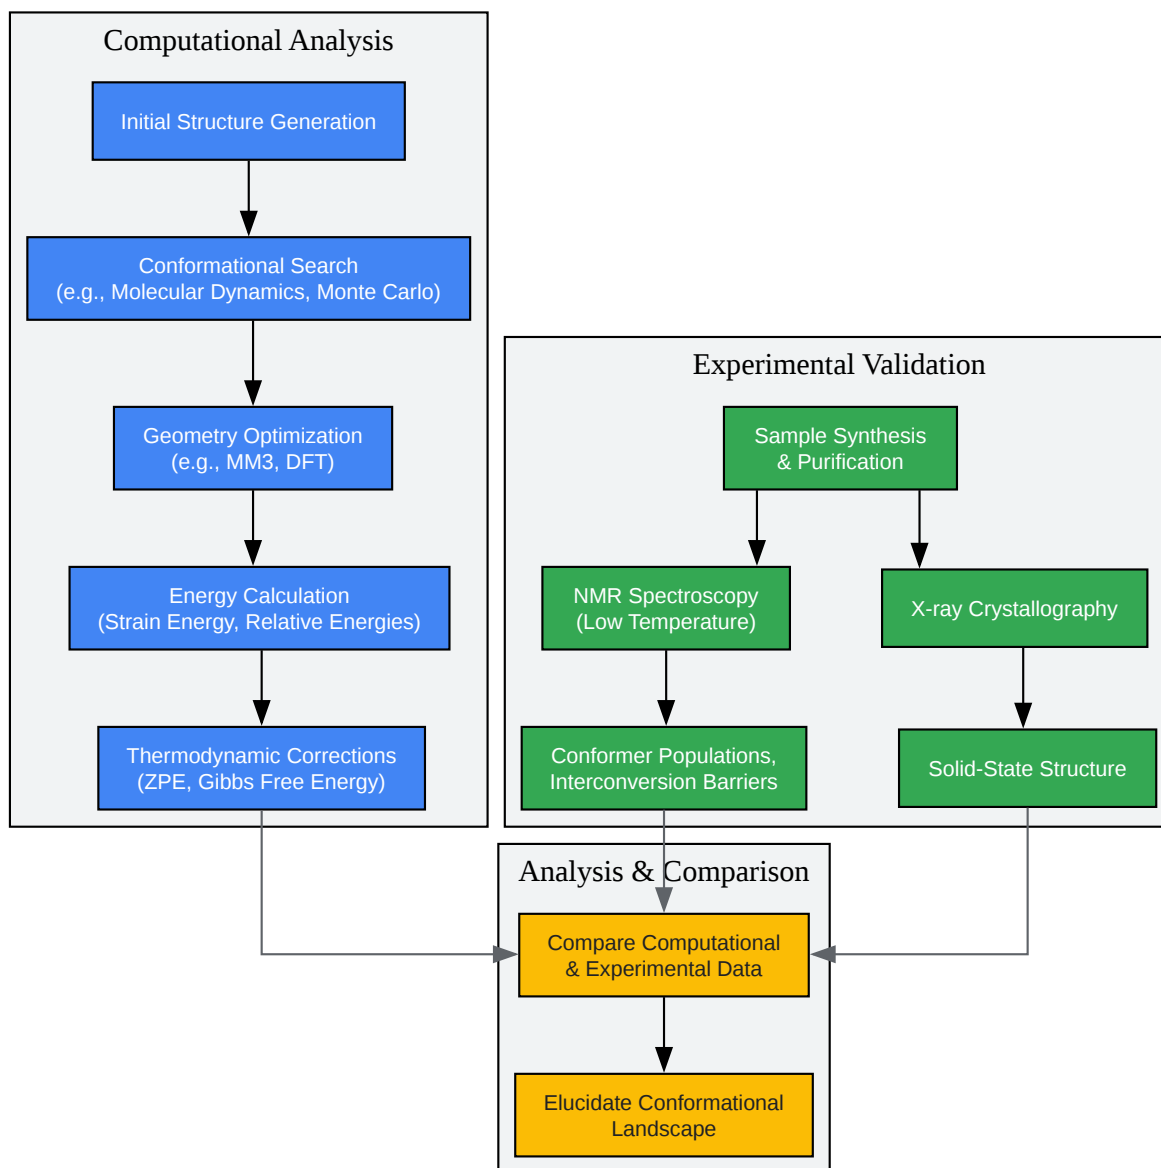 Computational Analysis
Initial Structure Generation
Conformational Search
(e.g., Molecular Dynamics, Monte Carlo)
Geometry Optimization
(e.g., MM3, DFT)
Energy Calculation
(Strain Energy, Relative Energies)
Thermodynamic Corrections
(ZPE, Gibbs Free Energy)
Experimental Validation
Sample Synthesis
& Purification
NMR Spectroscopy
(Low Temperature)
X-ray Crystallography
Conformer Populations,
Interconversion Barriers
Solid-State Structure
Analysis & Comparison
Compare Computational
& Experimental Data
Elucidate Conformational
Landscape